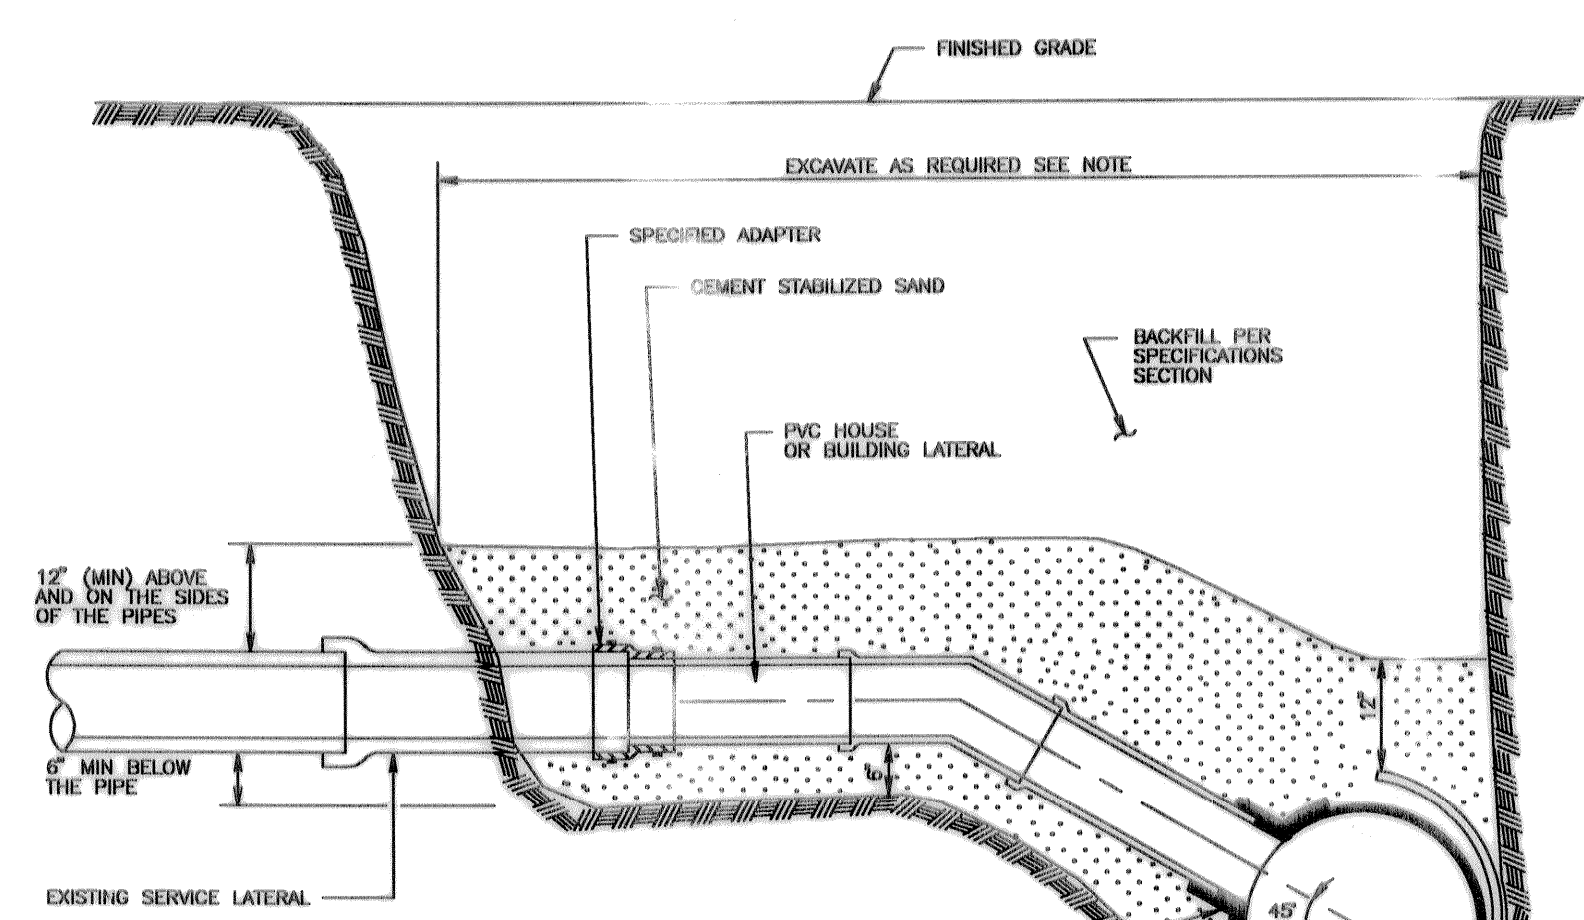 FINISHED GRADE
EXCAVATE AS REQUIRED SEE NOTE
SPECIFIED ADAPTER
CEMENT STABILIZED SAND
BACKFILL PER
SPECIFICATIONS
SECTION
PVC HOUSE
OR BUILDING LATERAL
12" (MIN) ABOVE
AND ON THE SIDES
OF THE PIPES
12"
6" MIN BELOW
THE PIPE
6"
EXISTING SERVICE LATERAL
45°